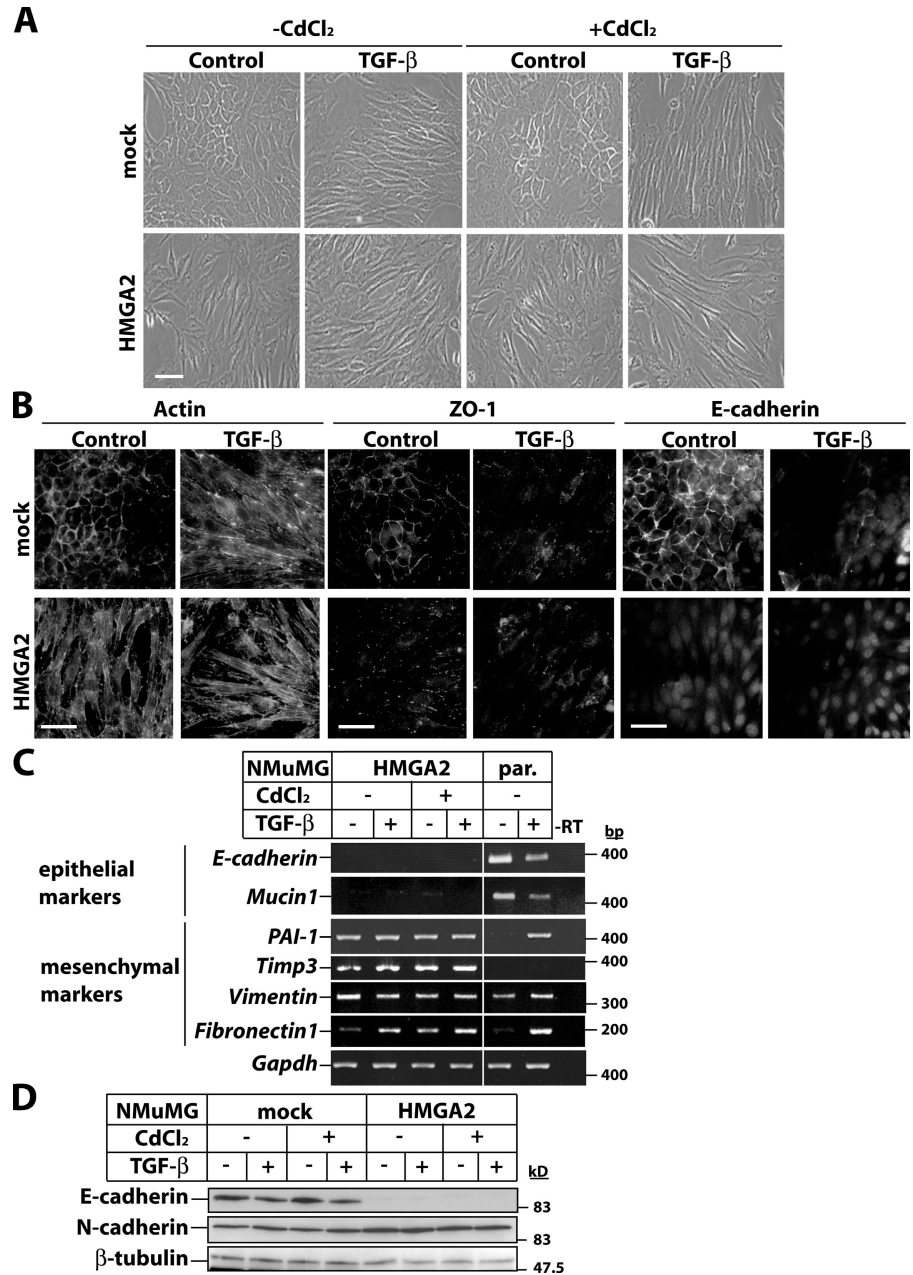 A
-CdCl₂ +CdCl₂
Control TGF-β Control TGF-β
mock
HMGA2
B
Actin ZO-1 E-cadherin
Control TGF-β Control TGF-β Control TGF-β
mock
HMGA2
C
NMuMG HMGA2 par.
CdCl₂ - + -
TGF-β - + - + - + -RT bp
epithelial markers
E-cadherin 400
Mucin1 400
mesenchymal markers
PAI-1 400
Timp3 400
Vimentin 300
Fibronectin1 200
Gapdh 400
D
NMuMG mock HMGA2
CdCl₂ - + - +
TGF-β - + - + - + - + kD
E-cadherin 83
N-cadherin 83
β-tubulin 47.5